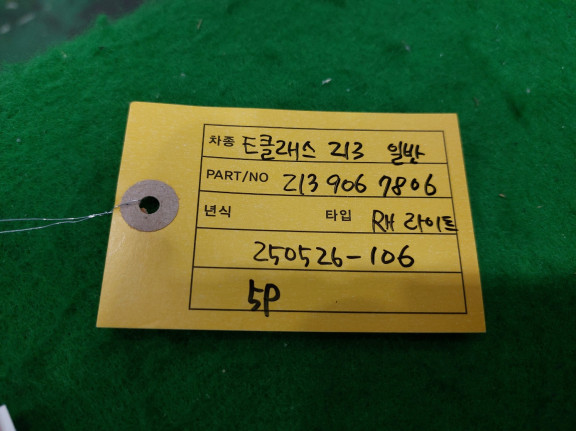 차종 E클래스 213 일반
PART/NO 213 906 7806
년식 타입 RH 라이트
250526-106
5P